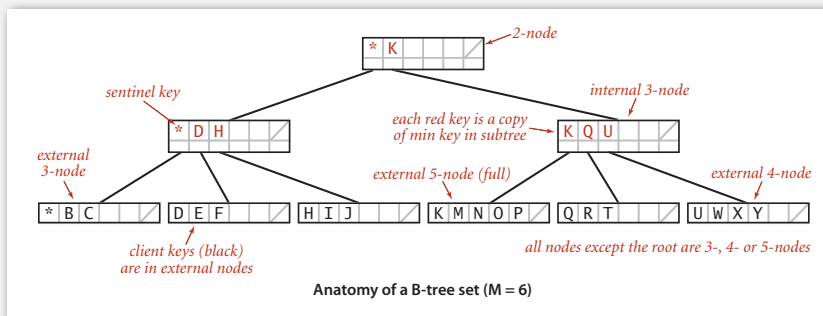 2-node
* K
sentinel key
internal 3-node
each red key is a copy
of min key in subtree
* D H
K Q U
external
3-node
external 5-node (full)
external 4-node
* B C
D E F
H I J
K M N O P
Q R T
U W X Y
client keys (black)
are in external nodes
all nodes except the root are 3-, 4- or 5-nodes
Anatomy of a B-tree set (M = 6)